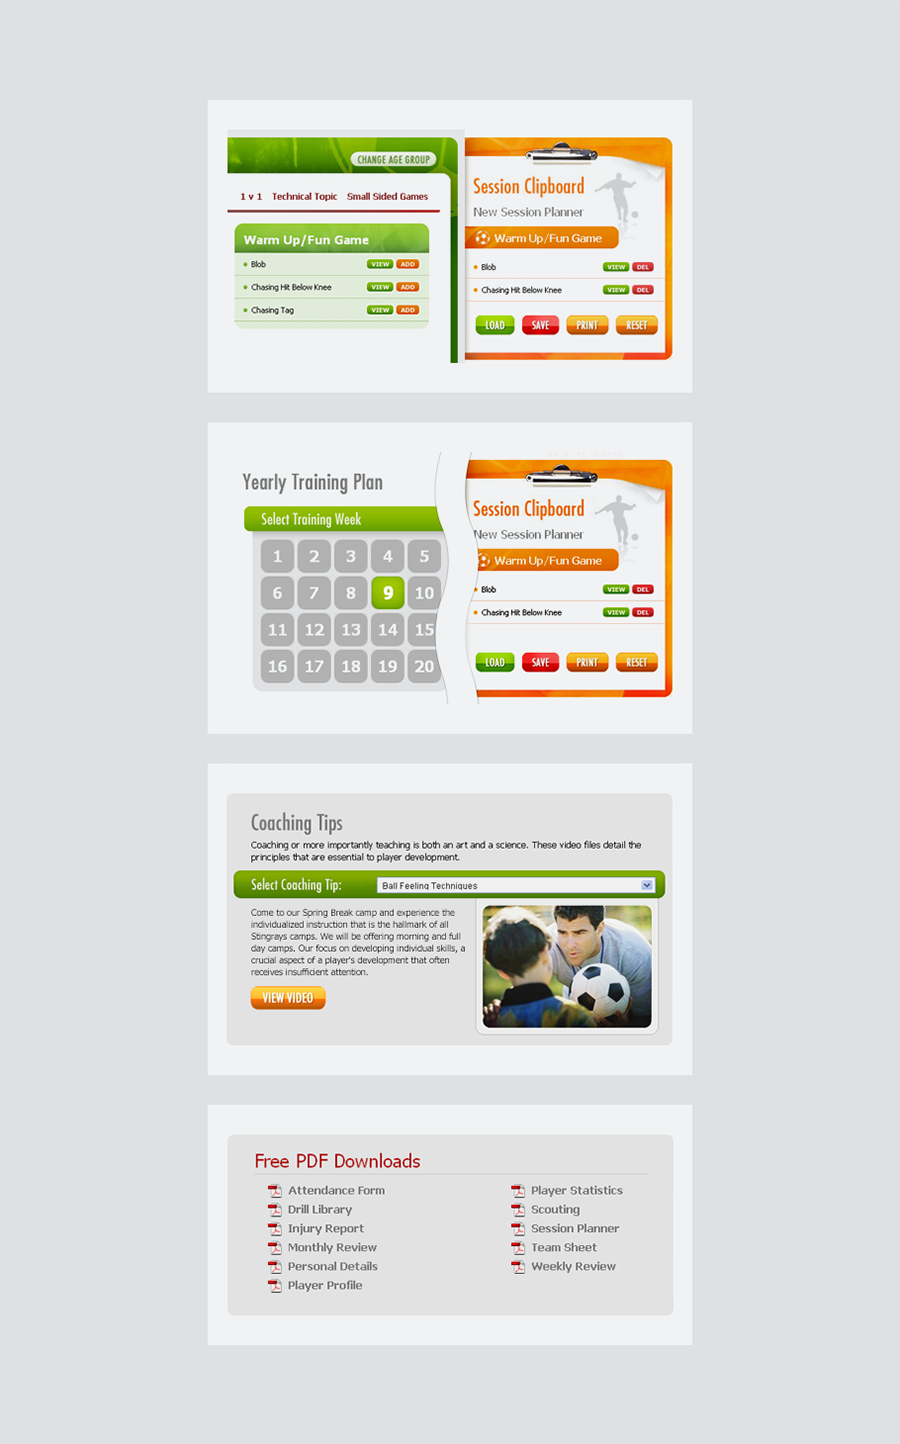 CHANGE AGE GROUP
1 v 1 Technical Topic Small Sided Games
Warm Up/Fun Game
Blob VIEW ADD
Chasing Hit Below Knee VIEW ADD
Chasing Tag VIEW ADD
Session Clipboard
New Session Planner
Warm Up/Fun Game
Blob VIEW DEL
Chasing Hit Below Knee VIEW DEL
LOAD SAVE PRINT RESET
Yearly Training Plan
Select Training Week
1 2 3 4 5
6 7 8 9 10
11 12 13 14 15
16 17 18 19 20
Session Clipboard
New Session Planner
Warm Up/Fun Game
Blob VIEW DEL
Chasing Hit Below Knee VIEW DEL
LOAD SAVE PRINT RESET
Coaching Tips
Coaching or more importantly teaching is both an art and a science. These video files detail the
principles that are essential to player development.
Select Coaching Tip: Ball Feeling Techniques
Come to our Spring Break camp and experience the
individualized instruction that is the hallmark of all
Stingrays camps. We will be offering morning and full
day camps. Our focus on developing individual skills, a
crucial aspect of a player's development that often
receives insufficient attention.
VIEW VIDEO
Free PDF Downloads
Attendance Form
Drill Library
Injury Report
Monthly Review
Personal Details
Player Profile
Player Statistics
Scouting
Session Planner
Team Sheet
Weekly Review